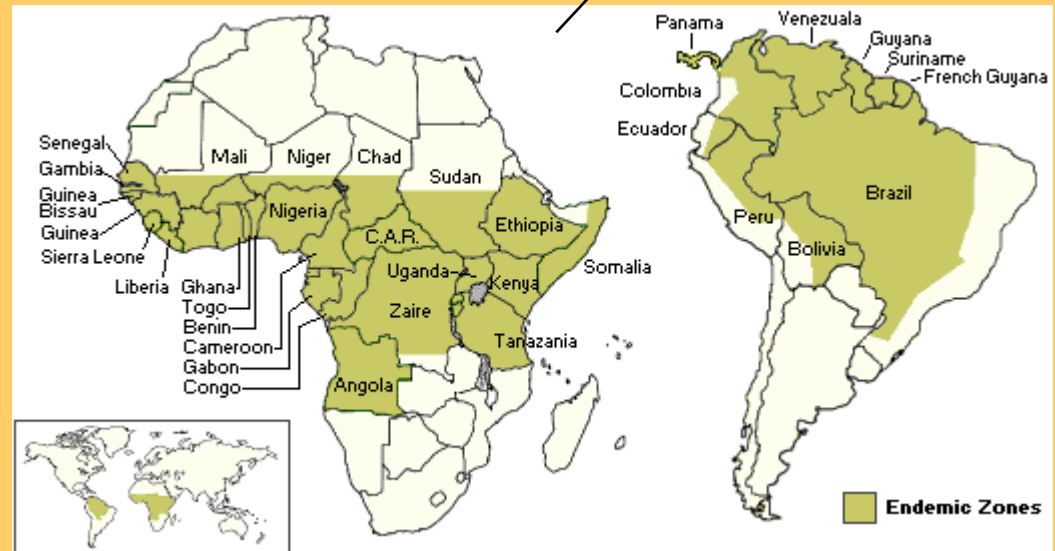 Senegal
Gambia
Guinea
Bissau
Guinea
Sierra Leone
Liberia
Ghana
Togo
Benin
Cameroon
Gabon
Congo
Mali
Niger
Chad
Sudan
Nigeria
Ethiopia
C.A.R.
Somalia
Uganda
Kenya
Zaire
Tanazania
Angola
Panama
Venezuala
Guyana
Suriname
French Guyana
Colombia
Ecuador
Brazil
Peru
Bolivia
Endemic Zones